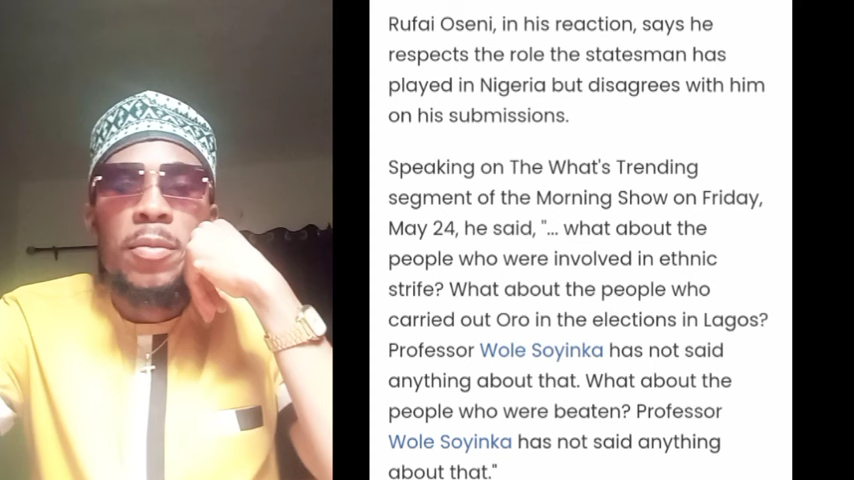 Rufai Oseni, in his reaction, says he
respects the role the statesman has
played in Nigeria but disagrees with him
on his submissions.
Speaking on The What's Trending
segment of the Morning Show on Friday,
May 24, he said, "... what about the
people who were involved in ethnic
strife? What about the people who
carried out Oro in the elections in Lagos?
Professor Wole Soyinka has not said
anything about that. What about the
people who were beaten? Professor
Wole Soyinka has not said anything
about that."